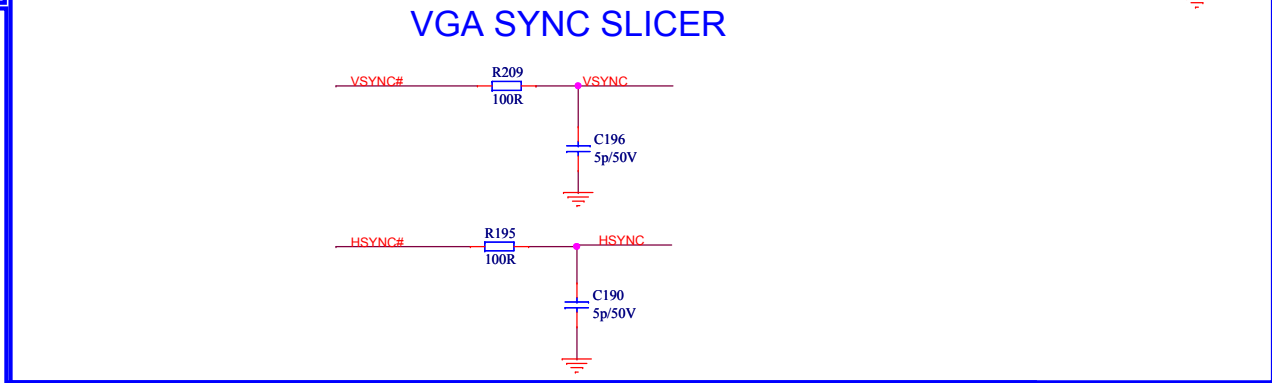 VGA SYNC SLICER
VSYNC#
R209
100R
VSYNC
C196
5p/50V
HSYNC#
R195
100R
HSYNC
C190
5p/50V